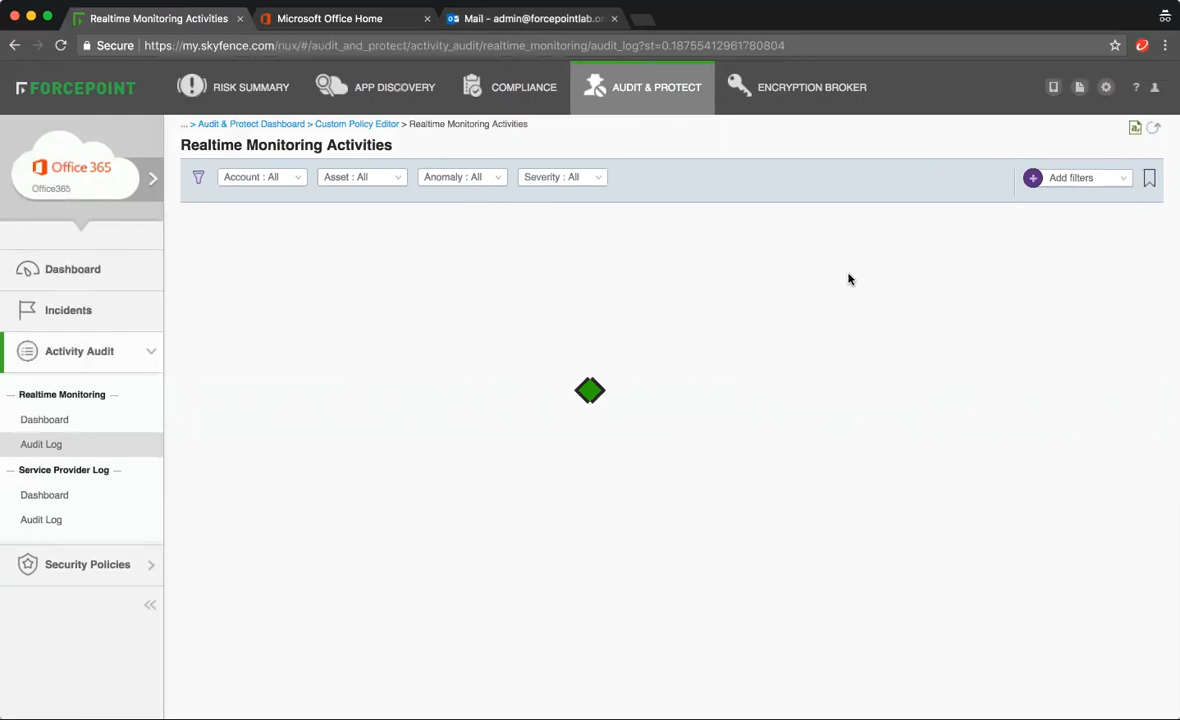 Realtime Monitoring Activities
Microsoft Office Home
Mail - admin@forcepointlab.on
Secure https://my.skyfence.com/nux/#/audit_and_protect/activity_audit/realtime_monitoring/audit_log?st=0.18755412961780804
FORCEPOINT
RISK SUMMARY
APP DISCOVERY
COMPLIANCE
AUDIT & PROTECT
ENCRYPTION BROKER
?
Office 365
Office365
... > Audit & Protect Dashboard > Custom Policy Editor > Realtime Monitoring Activities
Realtime Monitoring Activities
Account : All
Asset : All
Anomaly : All
Severity : All
+ Add filters
Dashboard
Incidents
Activity Audit
Realtime Monitoring
Dashboard
Audit Log
Service Provider Log
Dashboard
Audit Log
Security Policies